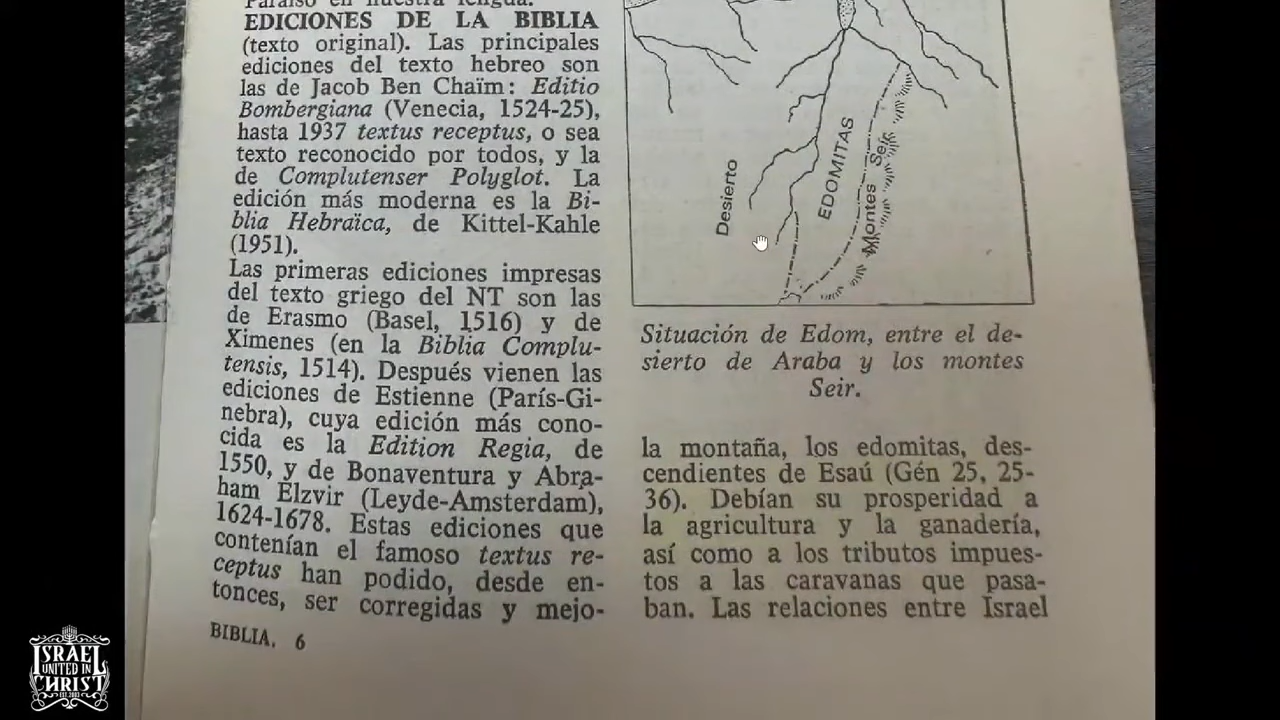 Paraíso en nuestra lengua.
EDICIONES DE LA BIBLIA
(texto original). Las principales
ediciones del texto hebreo son
las de Jacob Ben Chaïm: Editio
Bombergiana (Venecia, 1524-25),
hasta 1937 textus receptus, o sea
texto reconocido por todos, y la
de Complutenser Polyglot. La
edición más moderna es la Bi-
blia Hebraïca, de Kittel-Kahle
(1951).
Las primeras ediciones impresas
del texto griego del NT son las
de Erasmo (Basel, 1516) y de
Ximenes (en la Biblia Complu-
tensis, 1514). Después vienen las
ediciones de Estienne (París-Gi-
nebra), cuya edición más cono-
cida es la Edition Regia, de
1550, y de Bonaventura y Abra-
ham Elzvir (Leyde-Amsterdam),
1624-1678. Estas ediciones que
contenían el famoso textus re-
ceptus han podido, desde en-
tonces, ser corregidas y mejo-
BIBLIA. 6
Desierto
EDOMITAS
Montes Seir
Situación de Edom, entre el de-
sierto de Araba y los montes
Seir.
la montaña, los edomitas, des-
cendientes de Esaú (Gén 25, 25-
36). Debían su prosperidad a
la agricultura y la ganadería,
así como a los tributos impues-
tos a las caravanas que pasa-
ban. Las relaciones entre Israel
ISRAEL
UNITED IN
CHRIST
EST. 2003